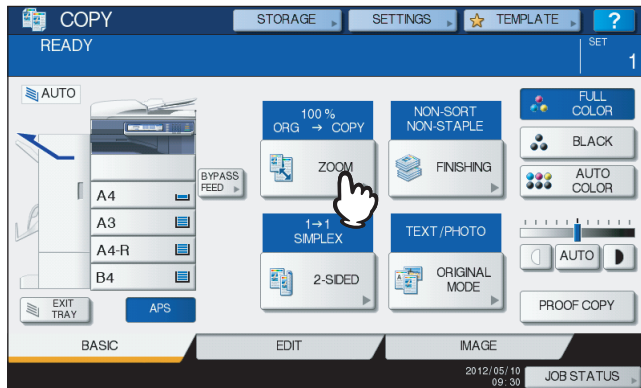 COPY
STORAGE
SETTINGS
TEMPLATE
?
READY
SET
1
AUTO
100 %
ORG → COPY
NON-SORT
NON-STAPLE
FULL
COLOR
ZOOM
FINISHING
BLACK
BYPASS
FEED
AUTO
COLOR
A4
A3
A4-R
B4
1→1
SIMPLEX
TEXT/PHOTO
2-SIDED
ORIGINAL
MODE
AUTO
EXIT
TRAY
APS
PROOF COPY
BASIC
EDIT
IMAGE
2012/05/10
09:30
JOB STATUS